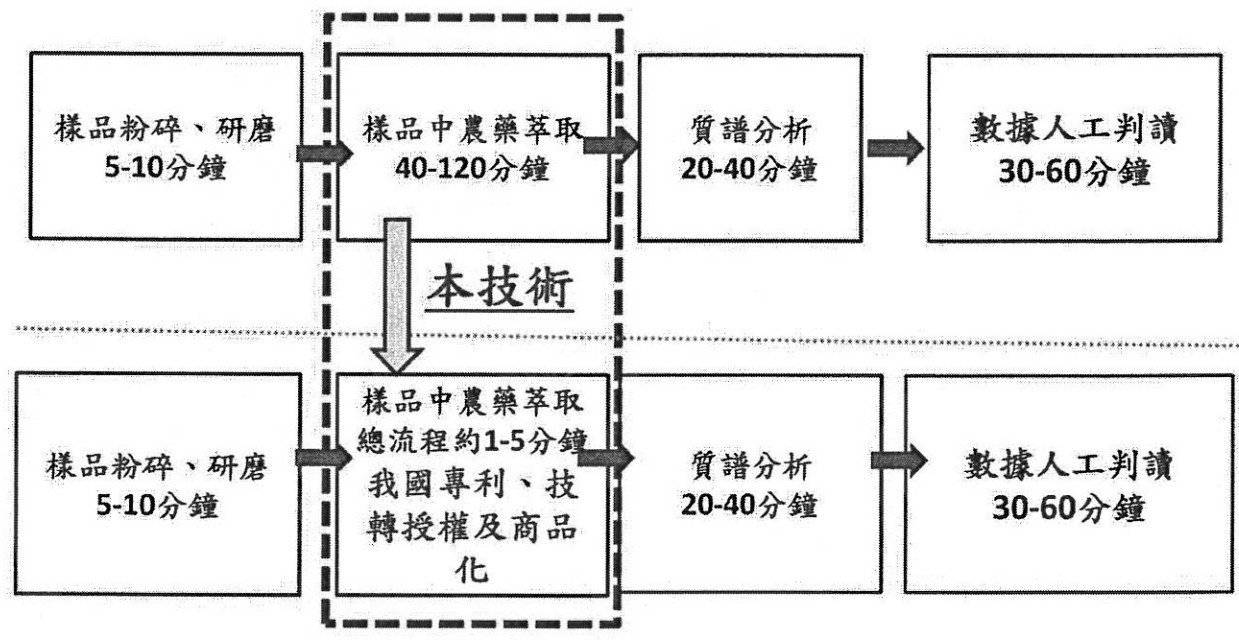 樣品粉碎、研磨
5-10分鐘
樣品中農藥萃取
40-120分鐘
質譜分析
20-40分鐘
數據人工判讀
30-60分鐘
本技術
樣品粉碎、研磨
5-10分鐘
樣品中農藥萃取
總流程約1-5分鐘
我國專利、技
轉授權及商品
化
質譜分析
20-40分鐘
數據人工判讀
30-60分鐘